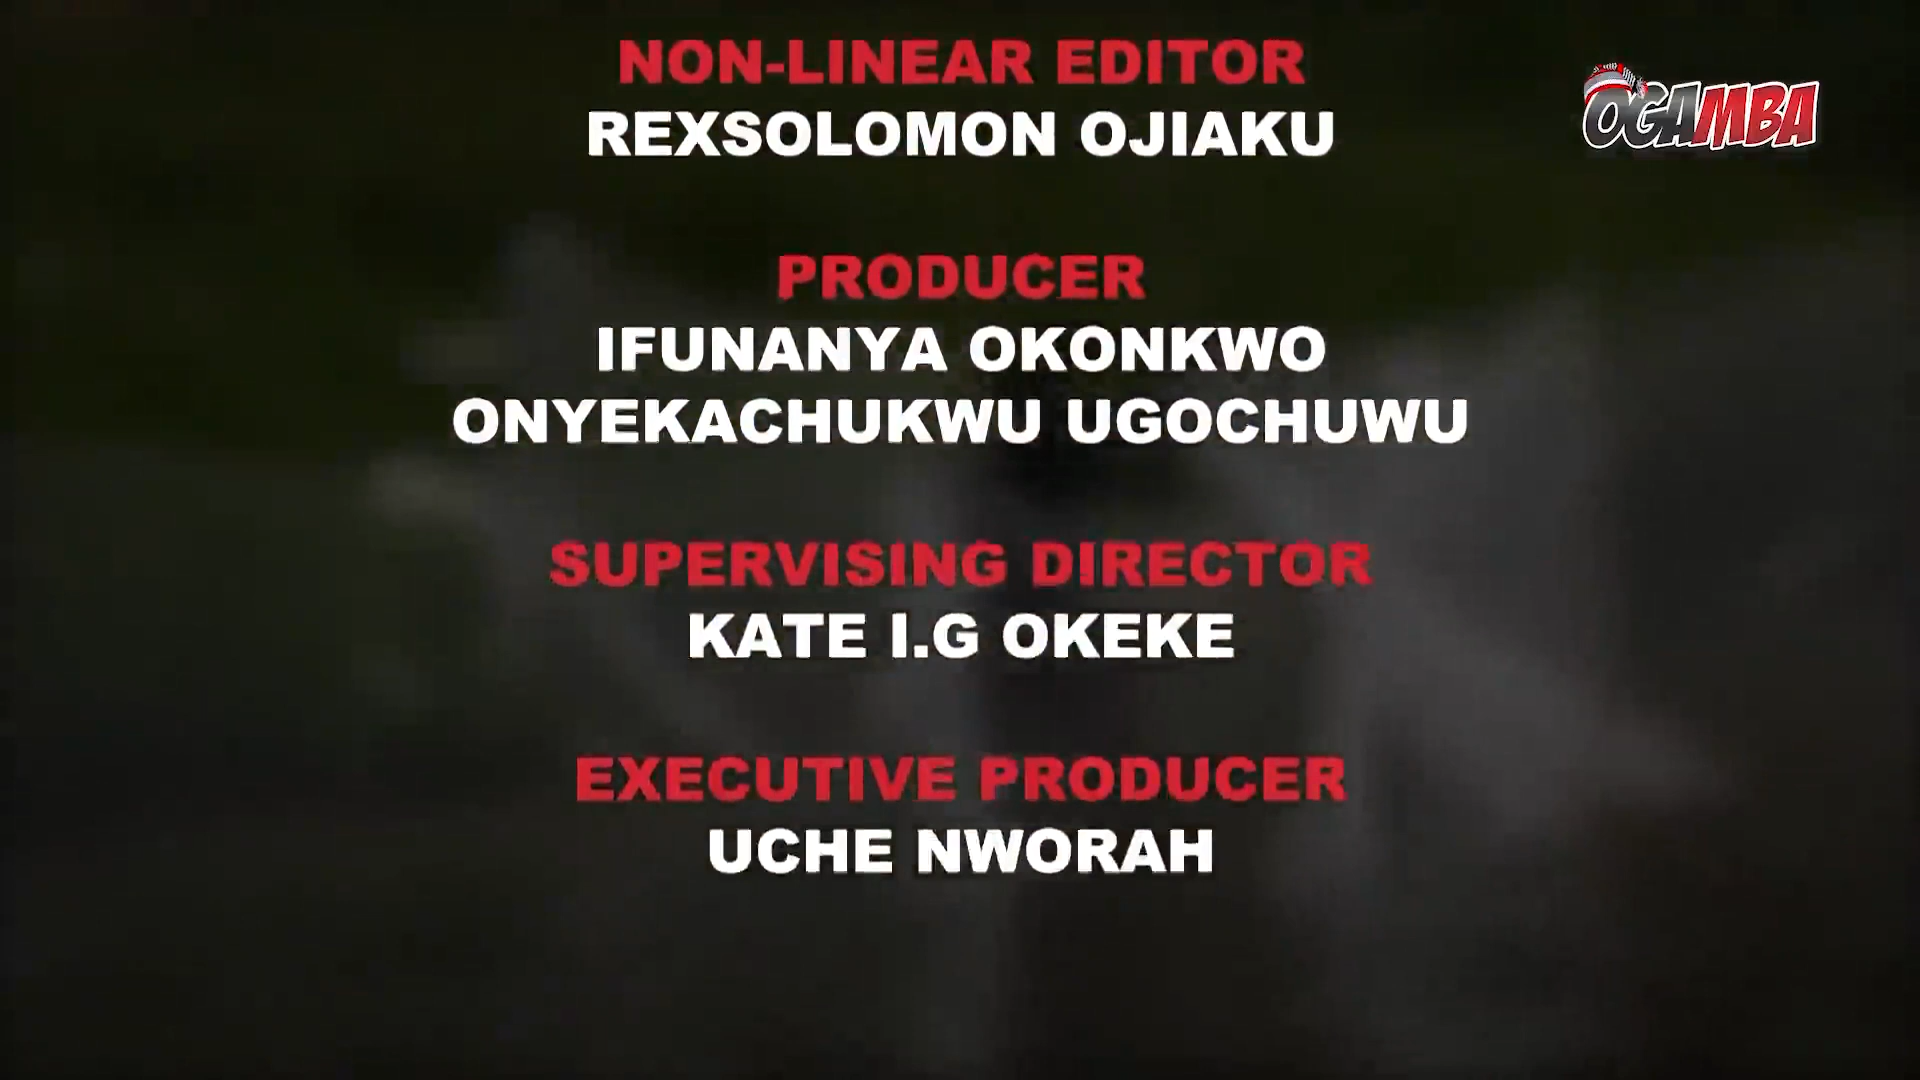 NON-LINEAR EDITOR
REXSOLOMON OJIAKU
OGAMBA
PRODUCER
IFUNANYA OKONKWO
ONYEKACHUKWU UGOCHUWU
SUPERVISING DIRECTOR
KATE I.G OKEKE
EXECUTIVE PRODUCER
UCHE NWORAH